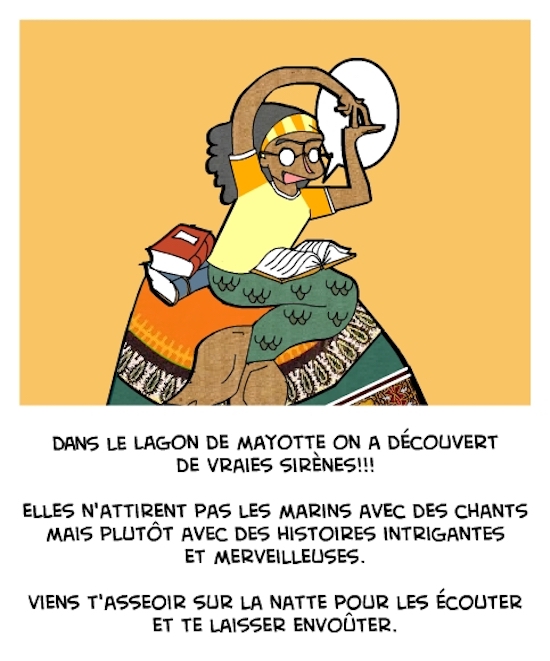 DANS LE LAGON DE MAYOTTE ON A DÉCOUVERT
DE VRAIES SIRÈNES!!!
ELLES N'ATTIRENT PAS LES MARINS AVEC DES CHANTS
MAIS PLUTÔT AVEC DES HISTOIRES INTRIGANTES
ET MERVEILLEUSES.
VIENS T'ASSEOIR SUR LA NATTE POUR LES ÉCOUTER
ET TE LAISSER ENVOÛTER.